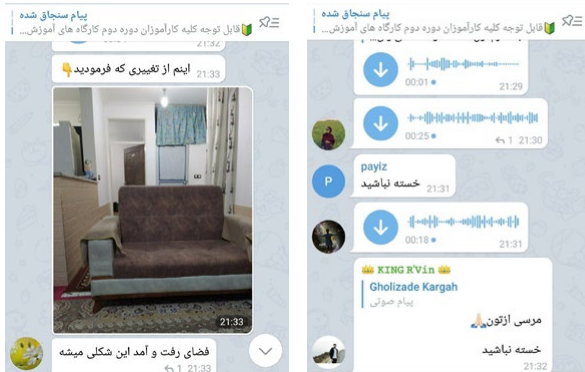 پیام سنجاق شده
🔰قابل توجه کلیه کارآموزان دوره دوم کارگاه های آموزش...
21:32
اینم از تغییری که فرمودید👇
21:33
21:33
فضای رفت و آمد این شکلی میشه
1 21:33
پیام سنجاق شده
🔰قابل توجه کلیه کارآموزان دوره دوم کارگاه های آموزش...
00:01
21:29
00:25
1 21:30
P
payiz
خسته نباشید
21:31
00:18
21:31
👑 KING R'Vin 👑
Gholizade Kargah
پیام صوتی
مرسی ازتون🙏🏻
خسته نباشید
21:32